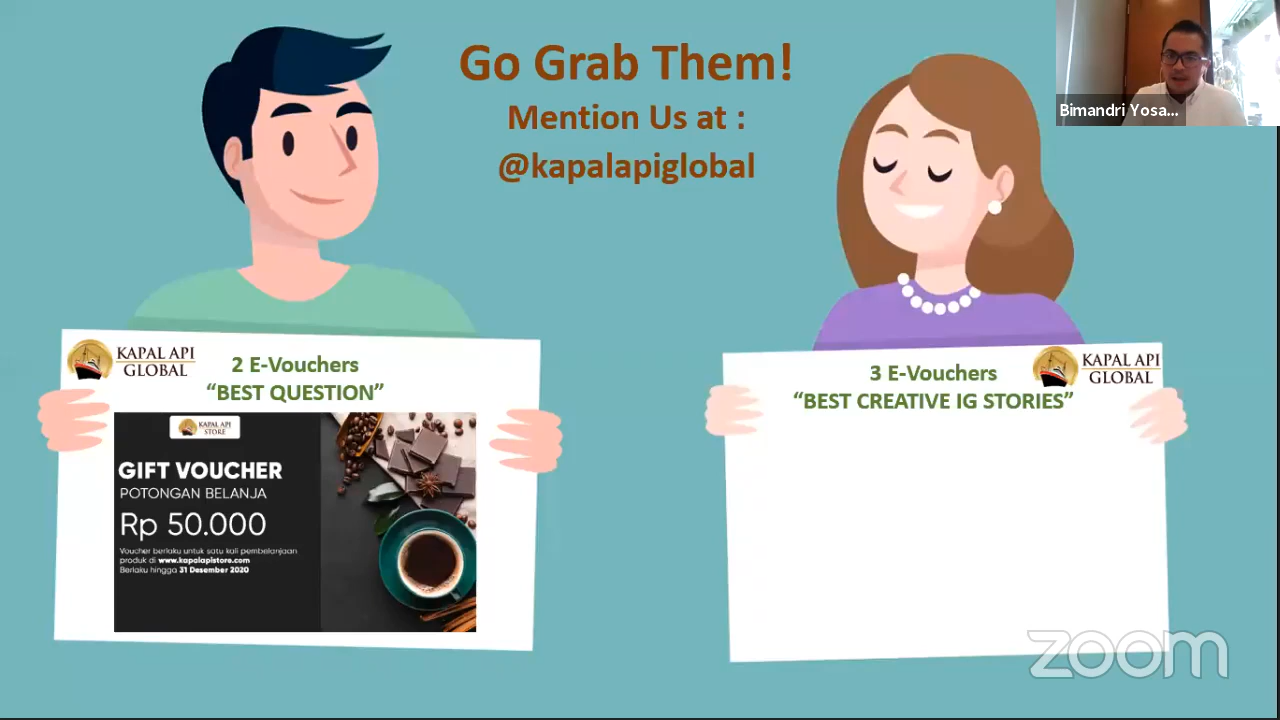 Go Grab Them!
Mention Us at :
@kapalapiglobal
Bimandri Yosa...
KAPAL API
GLOBAL
2 E-Vouchers
“BEST QUESTION”
KAPAL API
STORE
GIFT VOUCHER
POTONGAN BELANJA
Rp 50.000
Voucher berlaku untuk satu kali pembelanjaan
produk di www.kapalapistore.com
Berlaku hingga 31 Desember 2020
3 E-Vouchers
“BEST CREATIVE IG STORIES”
KAPAL API
GLOBAL
zoom